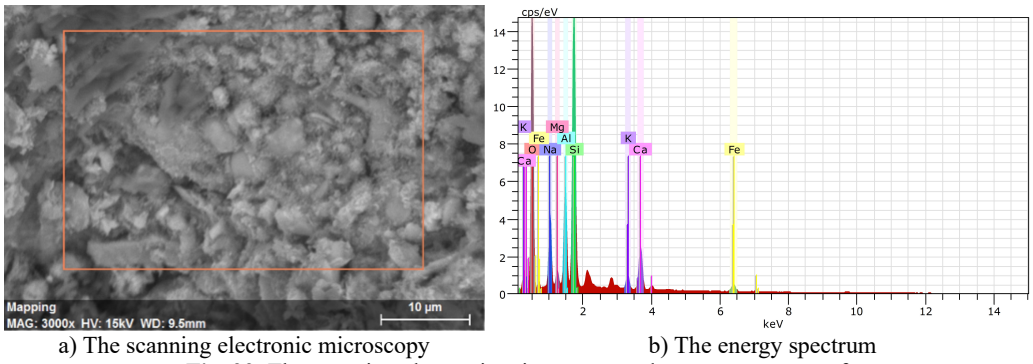 Mapping
MAG: 3000x HV: 15kV WD: 9.5mm
10 µm
cps/eV
14
12
10
8
6
4
2
0
K
Ca
O
Fe
Na
Mg
Al
Si
K
Ca
Fe
2 4 6 8 10 12 14
keV
a) The scanning electronic microscopy
b) The energy spectrum